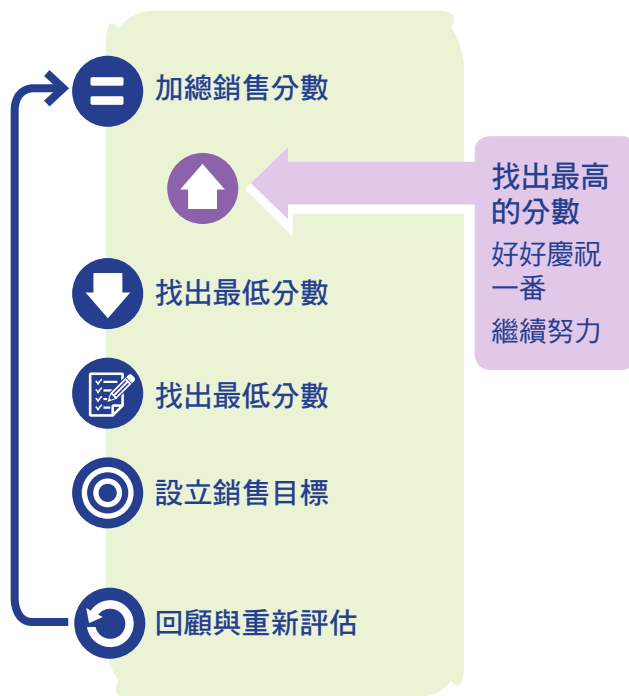 加總銷售分數
找出最高
的分數
好好慶祝
一番
繼續努力
找出最低分數
找出最低分數
設立銷售目標
回顧與重新評估